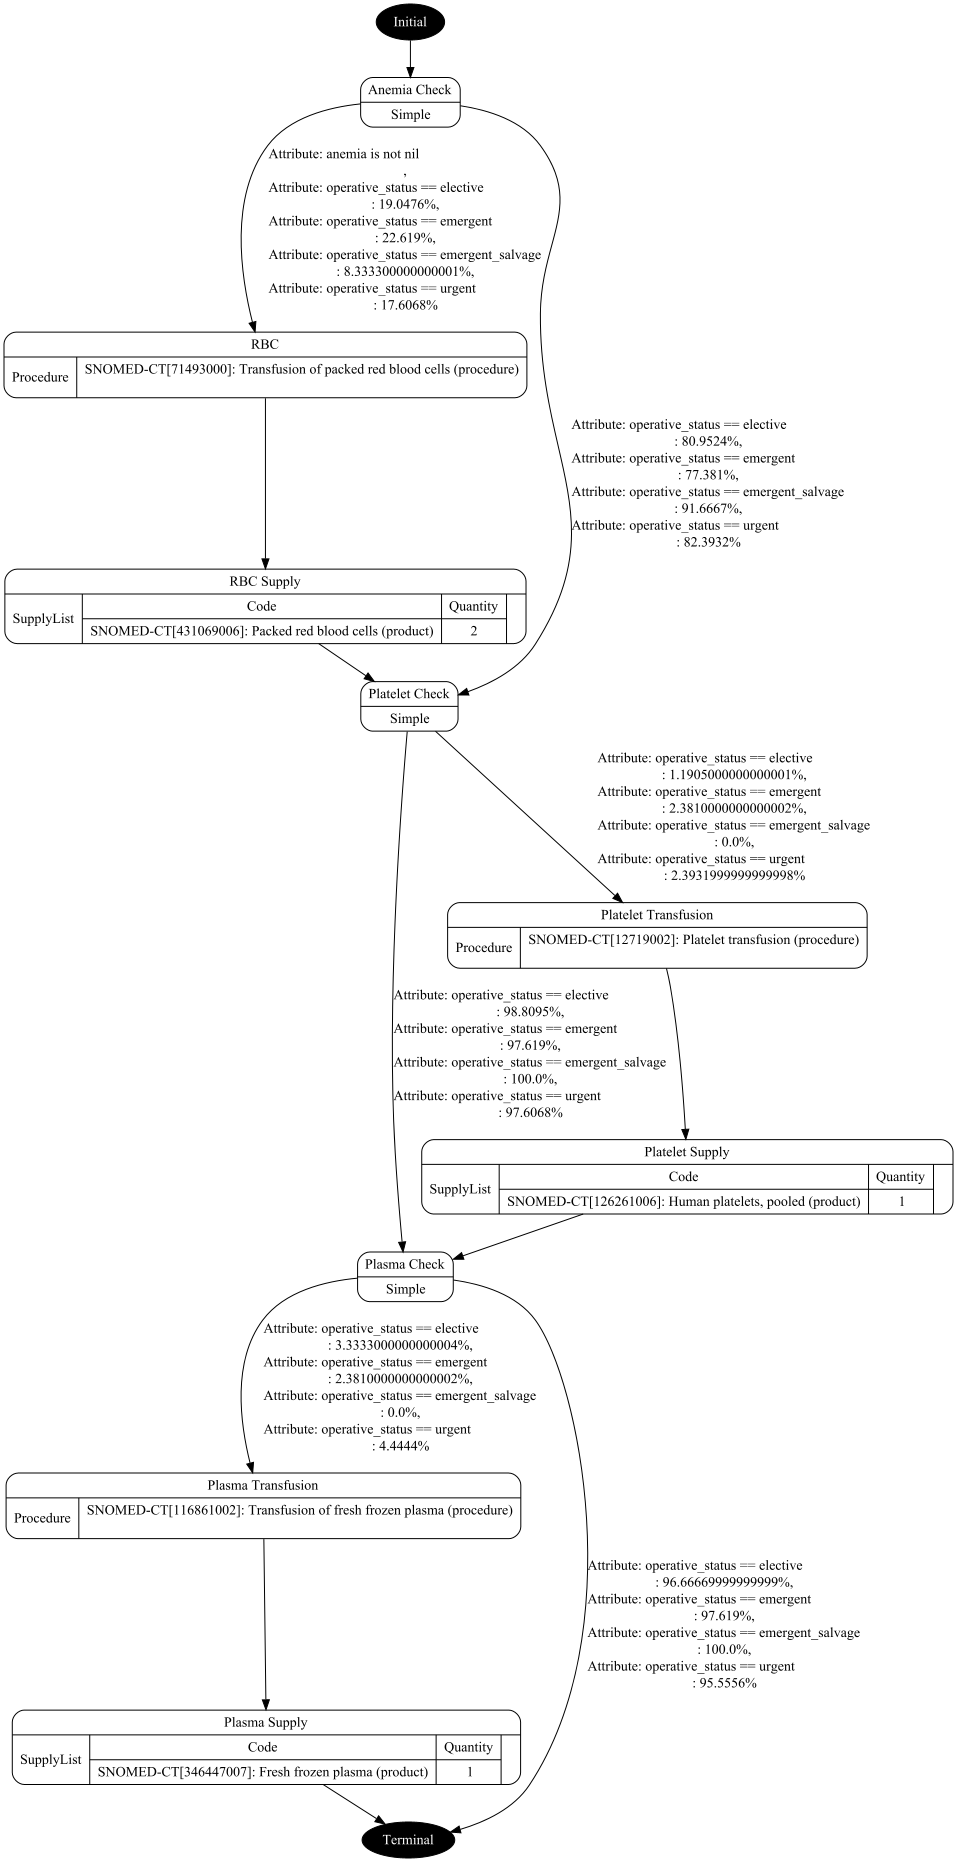 Initial
Anemia Check
Simple
Attribute: anemia is not nil
,
Attribute: operative_status == elective
: 19.0476%,
Attribute: operative_status == emergent
: 22.619%,
Attribute: operative_status == emergent_salvage
: 8.333300000000001%,
Attribute: operative_status == urgent
: 17.6068%
RBC
Procedure
SNOMED-CT[71493000]: Transfusion of packed red blood cells (procedure)
Attribute: operative_status == elective
: 80.9524%,
Attribute: operative_status == emergent
: 77.381%,
Attribute: operative_status == emergent_salvage
: 91.6667%,
Attribute: operative_status == urgent
: 82.3932%
RBC Supply
SupplyList
Code
Quantity
SNOMED-CT[431069006]: Packed red blood cells (product)
2
Platelet Check
Simple
Attribute: operative_status == elective
: 1.1905000000000001%,
Attribute: operative_status == emergent
: 2.3810000000000002%,
Attribute: operative_status == emergent_salvage
: 0.0%,
Attribute: operative_status == urgent
: 2.3931999999999998%
Platelet Transfusion
Procedure
SNOMED-CT[12719002]: Platelet transfusion (procedure)
Attribute: operative_status == elective
: 98.8095%,
Attribute: operative_status == emergent
: 97.619%,
Attribute: operative_status == emergent_salvage
: 100.0%,
Attribute: operative_status == urgent
: 97.6068%
Platelet Supply
SupplyList
Code
Quantity
SNOMED-CT[126261006]: Human platelets, pooled (product)
1
Plasma Check
Simple
Attribute: operative_status == elective
: 3.3333000000000004%,
Attribute: operative_status == emergent
: 2.3810000000000002%,
Attribute: operative_status == emergent_salvage
: 0.0%,
Attribute: operative_status == urgent
: 4.4444%
Plasma Transfusion
Procedure
SNOMED-CT[116861002]: Transfusion of fresh frozen plasma (procedure)
Attribute: operative_status == elective
: 96.66669999999999%,
Attribute: operative_status == emergent
: 97.619%,
Attribute: operative_status == emergent_salvage
: 100.0%,
Attribute: operative_status == urgent
: 95.5556%
Plasma Supply
SupplyList
Code
Quantity
SNOMED-CT[346447007]: Fresh frozen plasma (product)
1
Terminal